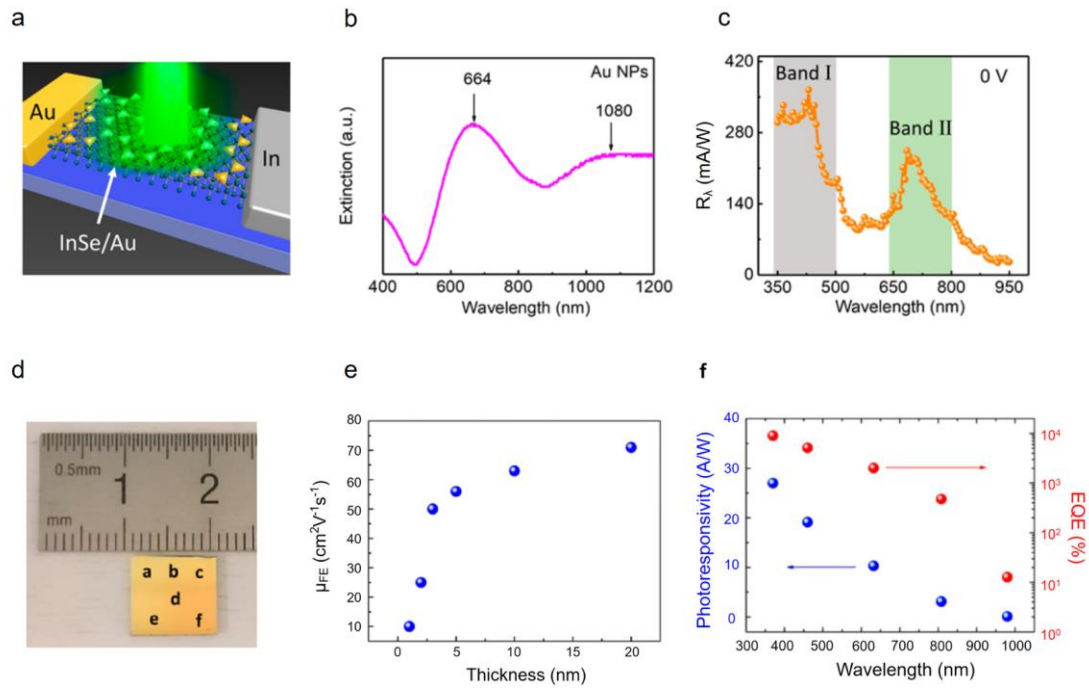 a
Au
In
InSe/Au
b
Extinction (a.u.)
664
Au NPs
1080
400 600 800 1000 1200
Wavelength (nm)
c
Rλ (mA/W)
420
280
140
0
Band I
Band II
0 V
350 500 650 800 950
Wavelength (nm)
d
0.5mm
1 2
mm
a b c
d
e f
e
μFE (cm²V⁻¹s⁻¹)
80
70
60
50
40
30
20
10
0 5 10 15 20
Thickness (nm)
f
Photoresponsivity (A/W)
40
30
20
10
0
EQE (%)
10⁴
10³
10²
10¹
10⁰
300 400 500 600 700 800 900 1000
Wavelength (nm)